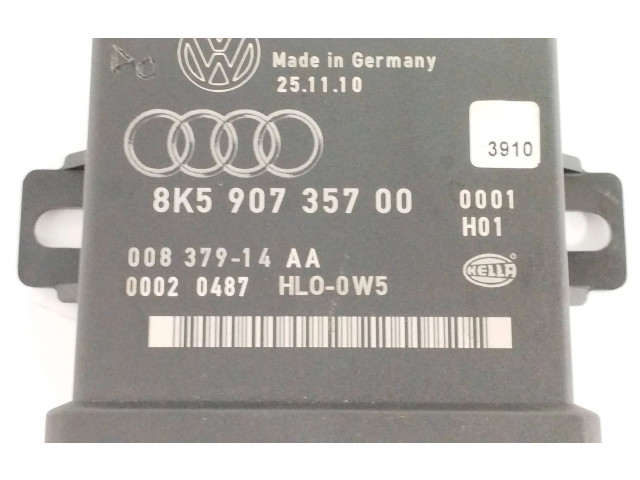 Made in Germany
25.11.10
3910
8K5 907 357 00 0001
H01
008 379-14 AA
0002 0487 HLO-0W5
HELLA